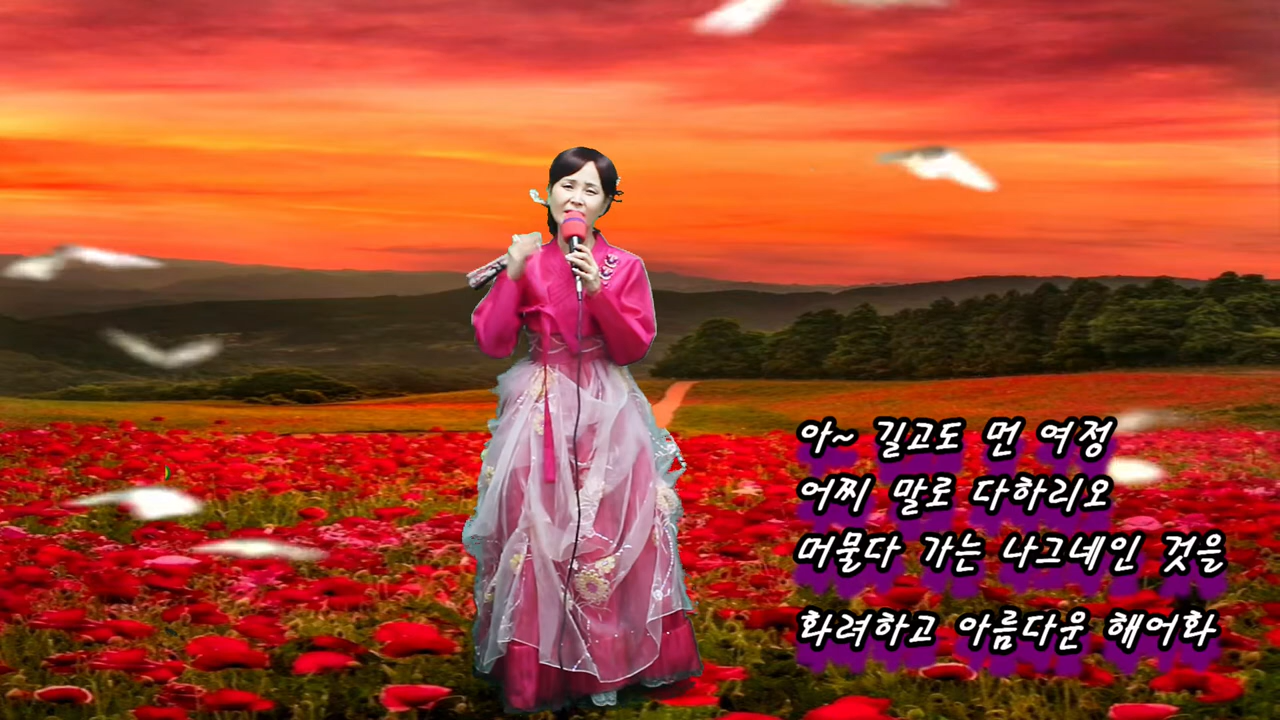 아~ 길고도 먼 여정
어찌 말로 다하리오
머물다 가는 나그네인 것을
화려하고 아름다운 해어화